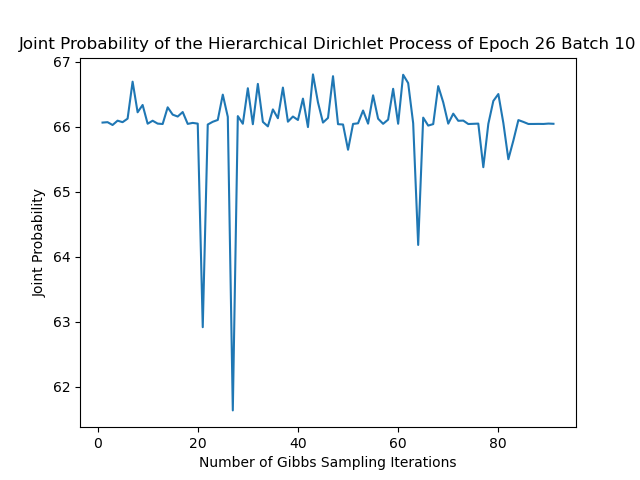 Joint Probability of the Hierarchical Dirichlet Process of Epoch 26 Batch 10
67
66
65
64
63
62
Joint Probability
0 20 40 60 80
Number of Gibbs Sampling Iterations